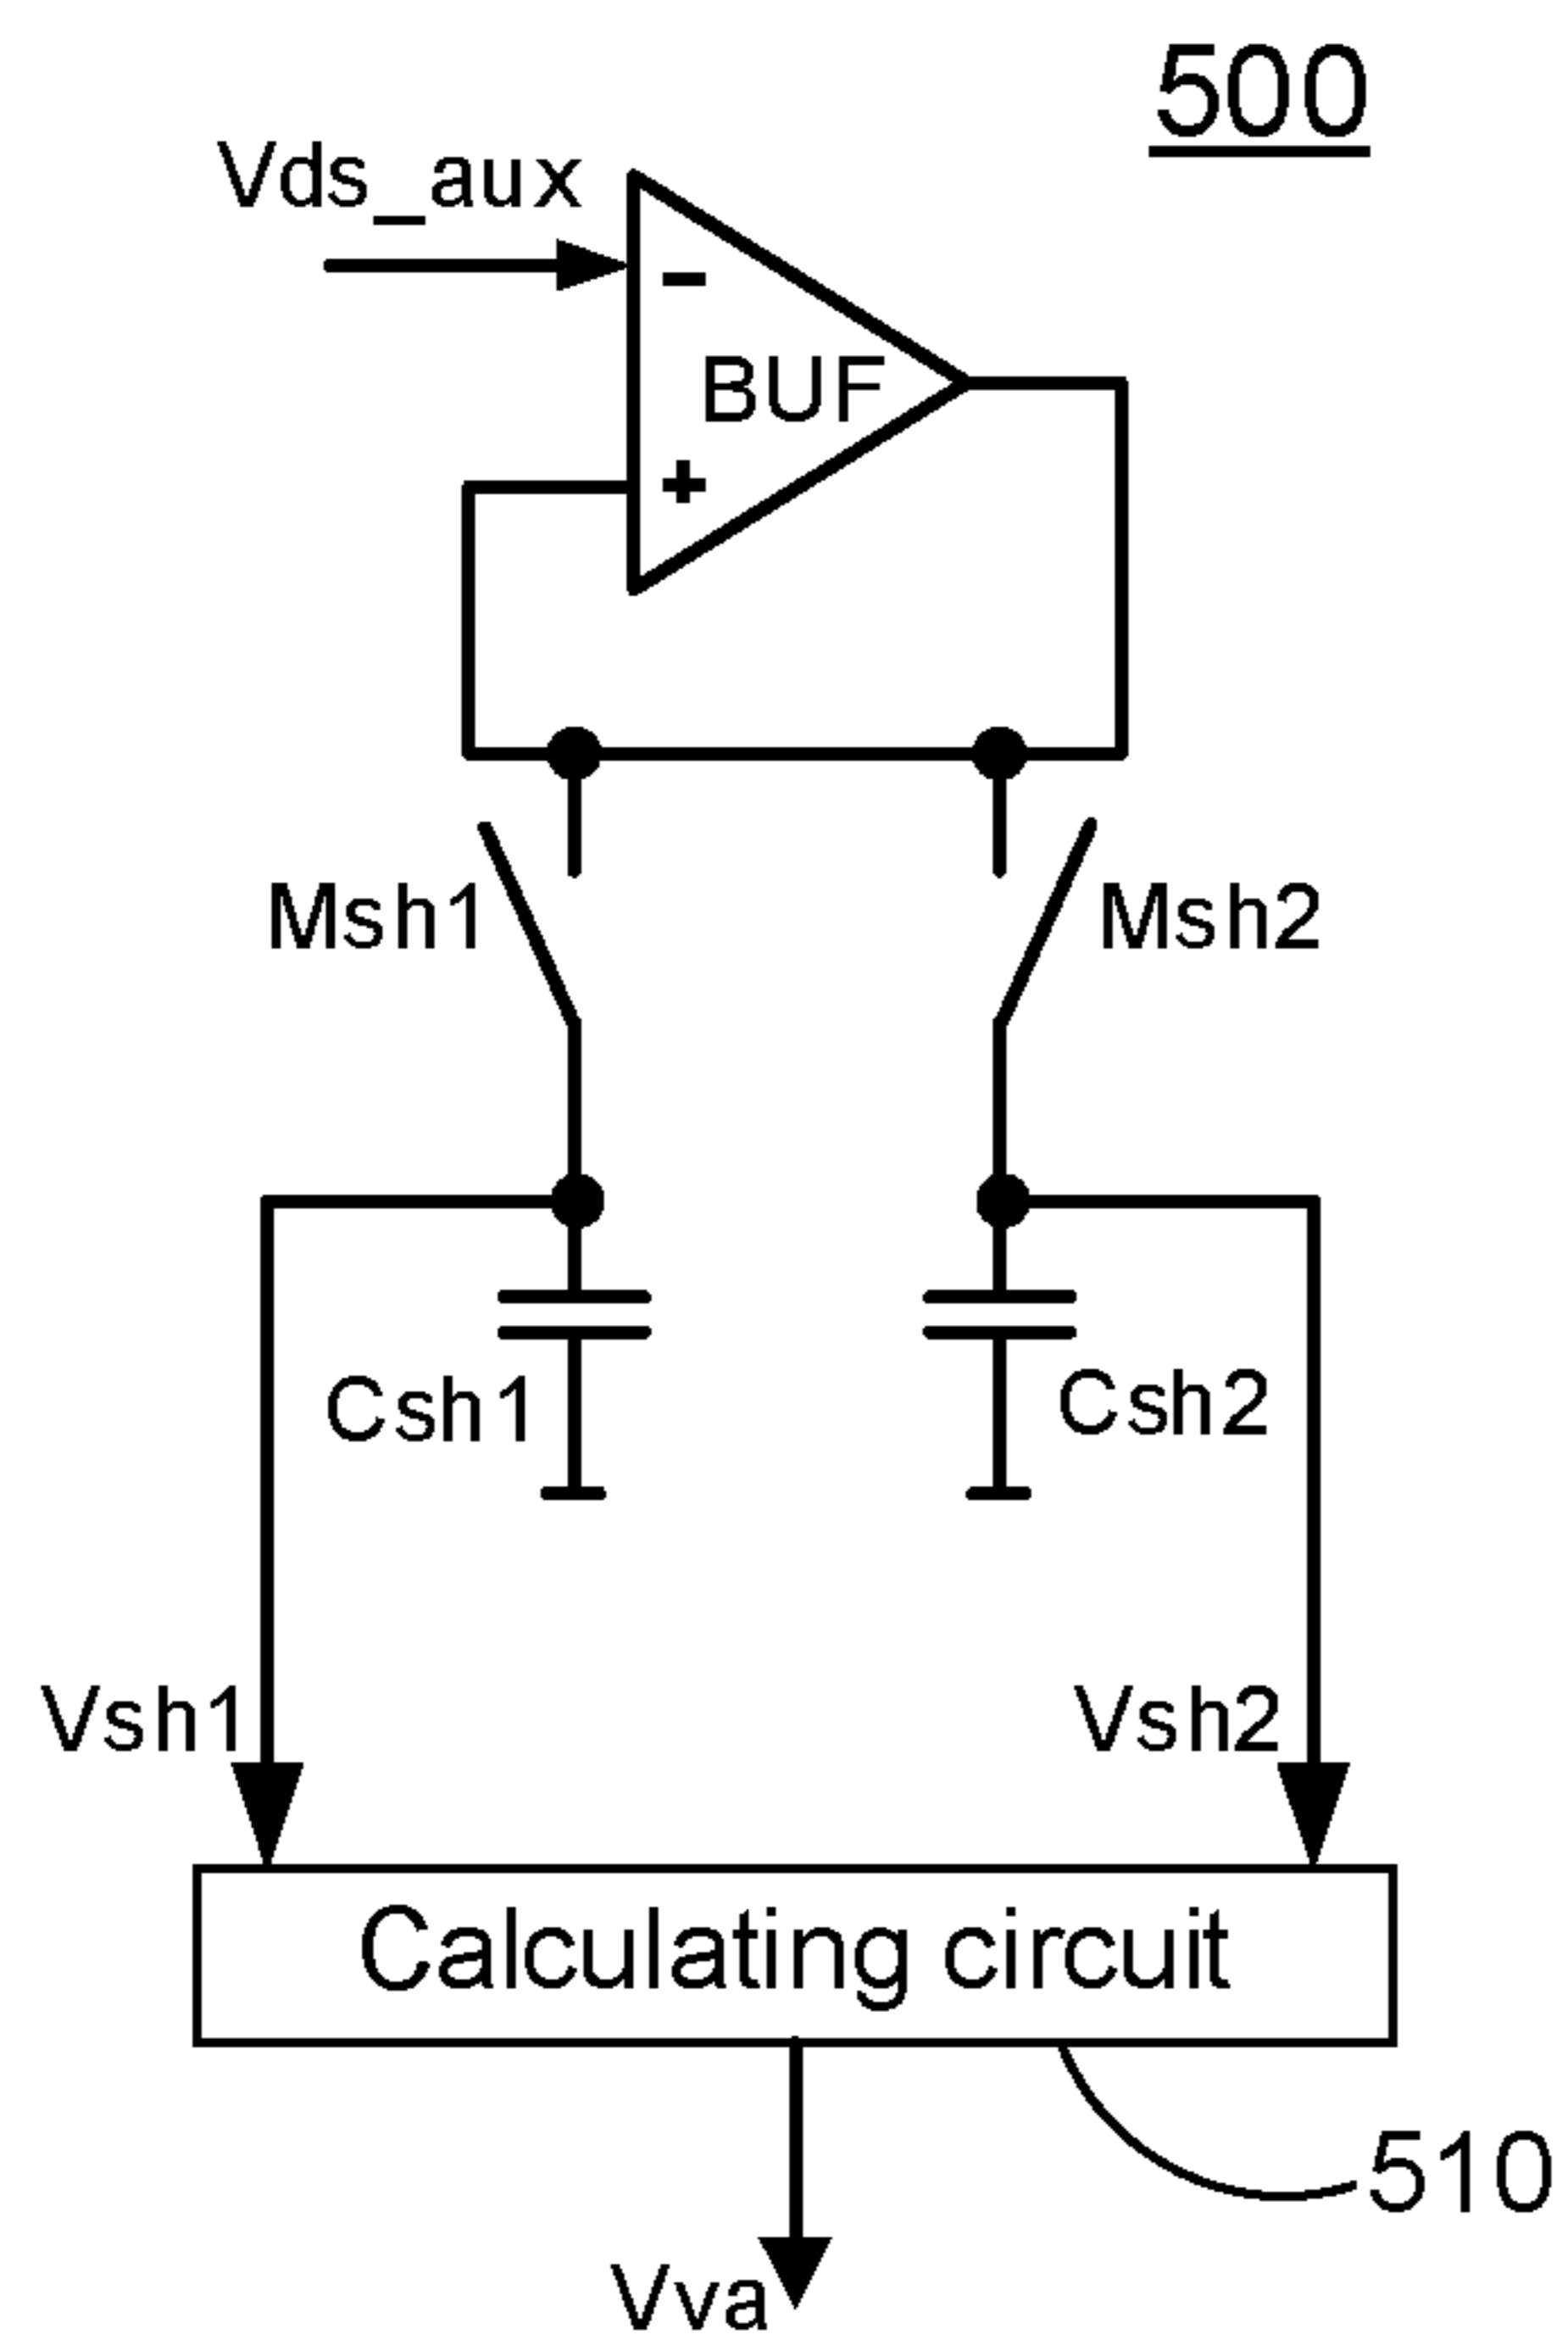 500
Vds_aux
-
BUF
+
Msh1
Msh2
Csh1
Csh2
Vsh1
Vsh2
Calculating circuit
510
Vva